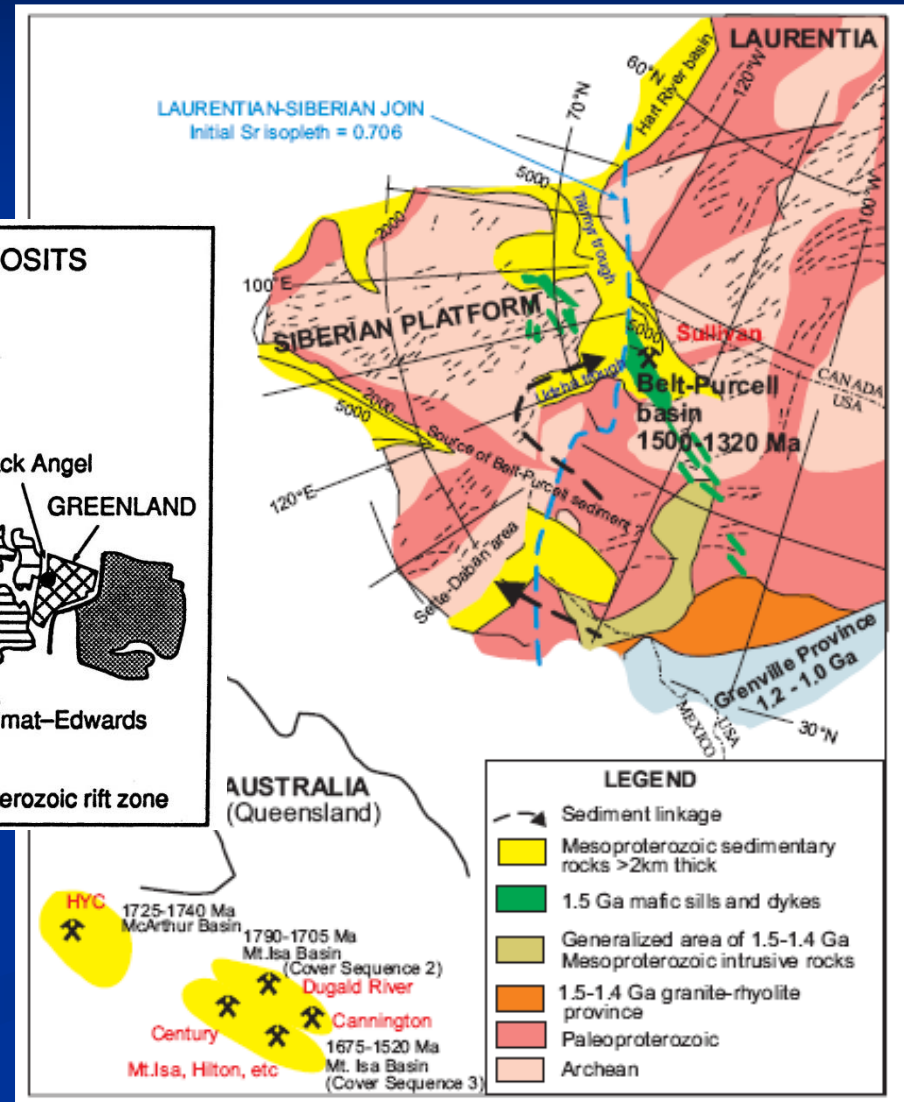 LAURENTIA
60°N
Hart River basin
120°W
70°N
LAURENTIAN-SIBERIAN JOIN
Initial Sr isopleth = 0.706
100°W
5000
Taimyr trough
2000
100°E
SIBERIAN PLATFORM
5000
Sullivan
Udzha trough
Belt-Purcell
basin
1500-1320 Ma
CANADA
USA
2000
5000
Source of Belt-Purcell sediment ?
120°E
Sette-Daban area
Grenville Province
1.2 - 1.0 Ga
USA
MEXICO
30°N
OSITS
ck Angel
GREENLAND
mat–Edwards
erozoic rift zone
AUSTRALIA
(Queensland)
HYC
1725-1740 Ma
McArthur Basin
1790-1705 Ma
Mt.Isa Basin
(Cover Sequence 2)
Dugald River
Cannington
Century
1675-1520 Ma
Mt. Isa Basin
(Cover Sequence 3)
Mt.Isa, Hilton, etc
LEGEND
Sediment linkage
Mesoproterozoic sedimentary
rocks >2km thick
1.5 Ga mafic sills and dykes
Generalized area of 1.5-1.4 Ga
Mesoproterozoic intrusive rocks
1.5-1.4 Ga granite-rhyolite
province
Paleoproterozoic
Archean